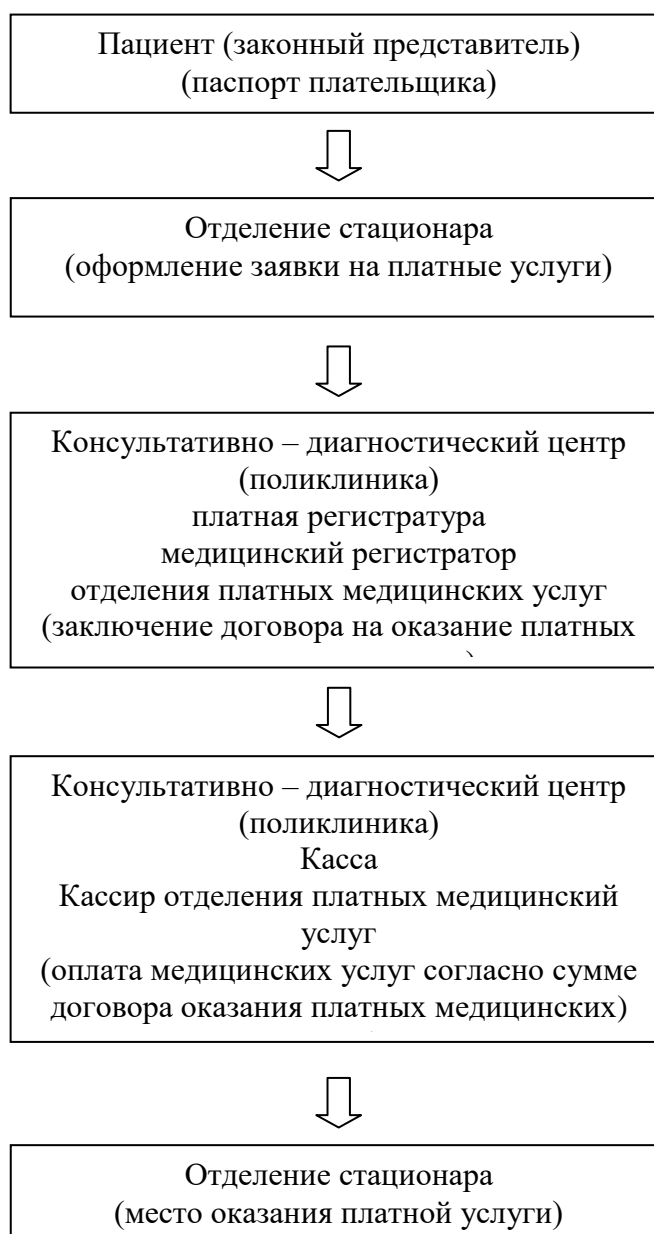 Пациент (законный представитель)
(паспорт плательщика)
Отделение стационара
(оформление заявки на платные услуги)
Консультативно – диагностический центр
(поликлиника)
платная регистратура
медицинский регистратор
отделения платных медицинских услуг
(заключение договора на оказание платных
Консультативно – диагностический центр
(поликлиника)
Касса
Кассир отделения платных медицинский
услуг
(оплата медицинских услуг согласно сумме
договора оказания платных медицинских)
Отделение стационара
(место оказания платной услуги)